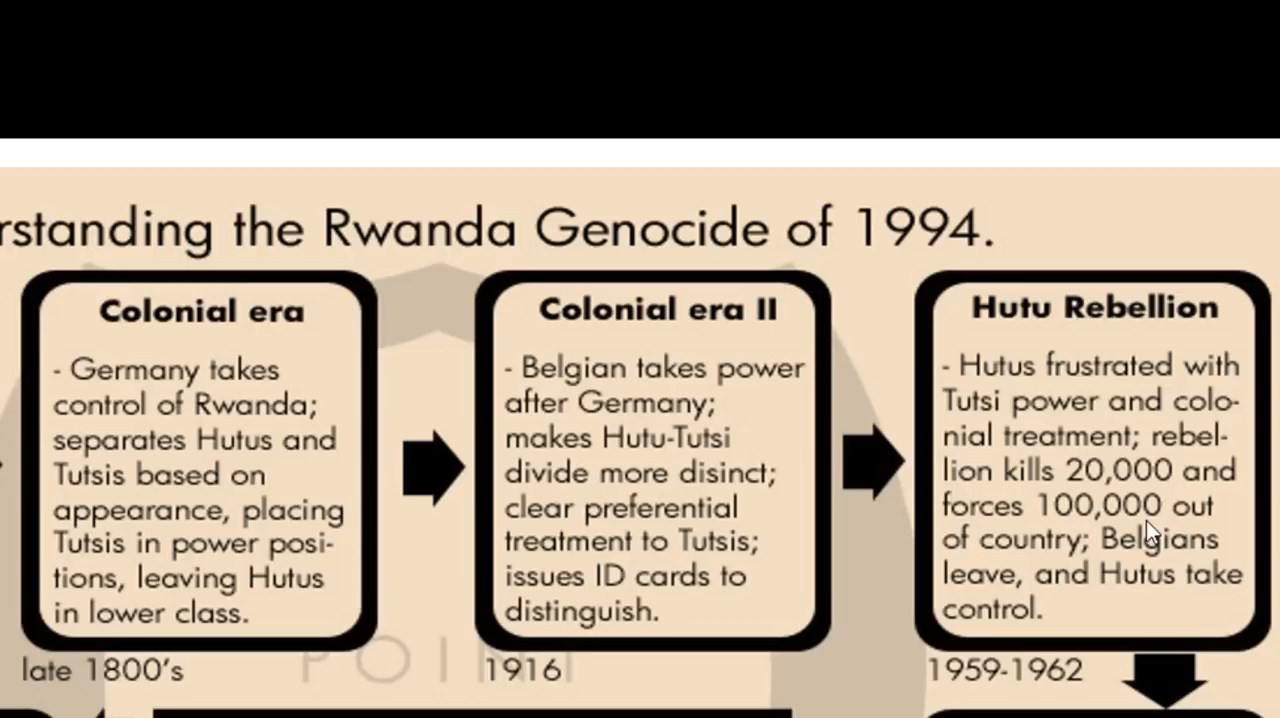 rstanding the Rwanda Genocide of 1994.
Colonial era
- Germany takes
control of Rwanda;
separates Hutus and
Tutsis based on
appearance, placing
Tutsis in power posi-
tions, leaving Hutus
in lower class.
late 1800's
Colonial era II
- Belgian takes power
after Germany;
makes Hutu-Tutsi
divide more disinct;
clear preferential
treatment to Tutsis;
issues ID cards to
distinguish.
1916
Hutu Rebellion
- Hutus frustrated with
Tutsi power and colo-
nial treatment; rebel-
lion kills 20,000 and
forces 100,000 out
of country; Belgians
leave, and Hutus take
control.
1959-1962
POINT